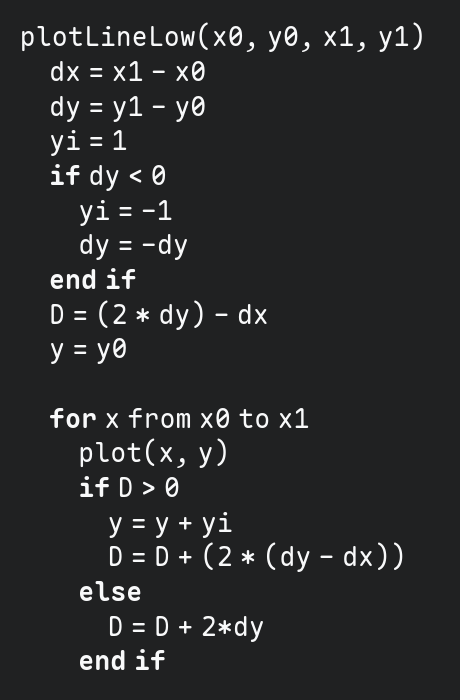 plotLineLow(x0, y0, x1, y1)
dx = x1 − x0
dy = y1 − y0
yi = 1
if dy < 0
yi = −1
dy = −dy
end if
D = (2 * dy) − dx
y = y0
for x from x0 to x1
plot(x, y)
if D > 0
y = y + yi
D = D + (2 * (dy − dx))
else
D = D + 2*dy
end if